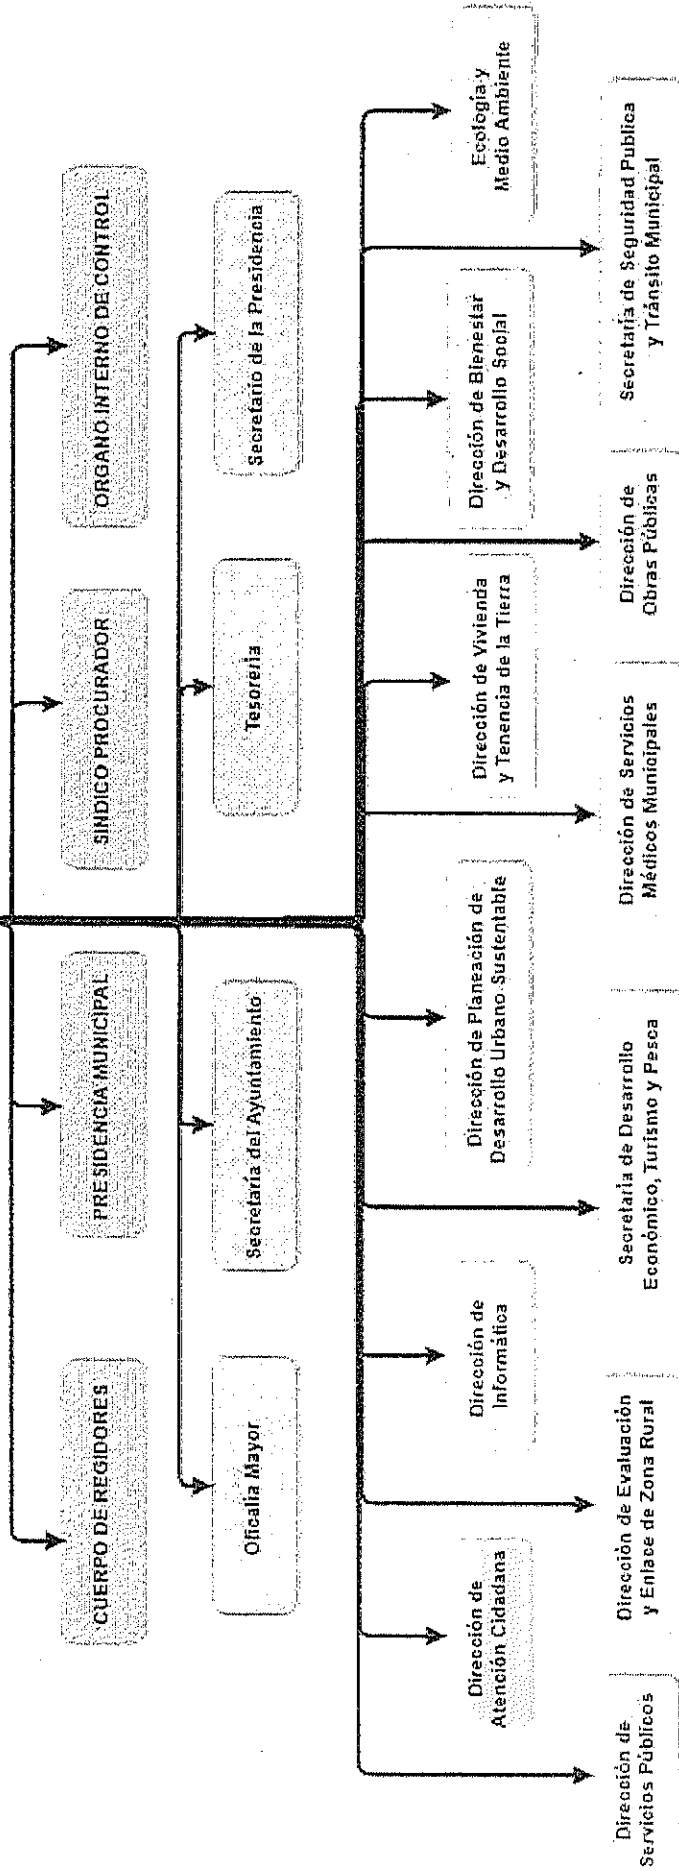 CUERPO DE REGIDORES
PRESIDENCIA MUNICIPAL
SINDICO PROCURADOR
ORGANO INTERNO DE CONTROL
Oficalia Mayor
Secretaría del Ayuntamiento
Tesoreria
Secretario de la Presidencia
Dirección de
Atención Cidadana
Dirección de
Informática
Dirección de Planeación de
Desarrollo Urbano Sustentable
Dirección de Vivienda
y Tenencia de la Tierra
Dirección de Bienestar
y Desarrollo Social
Ecología y
Medio Ambiente
Dirección de
Servicios Públicos
Dirección de Evaluación
y Enlace de Zona Rural
Secretaria de Desarrollo
Económico, Turismo y Pesca
Dirección de Servicios
Médicos Municipales
Dirección de
Obras Públicas
Secretaría de Seguridad Publica
y Tránsito Municipal